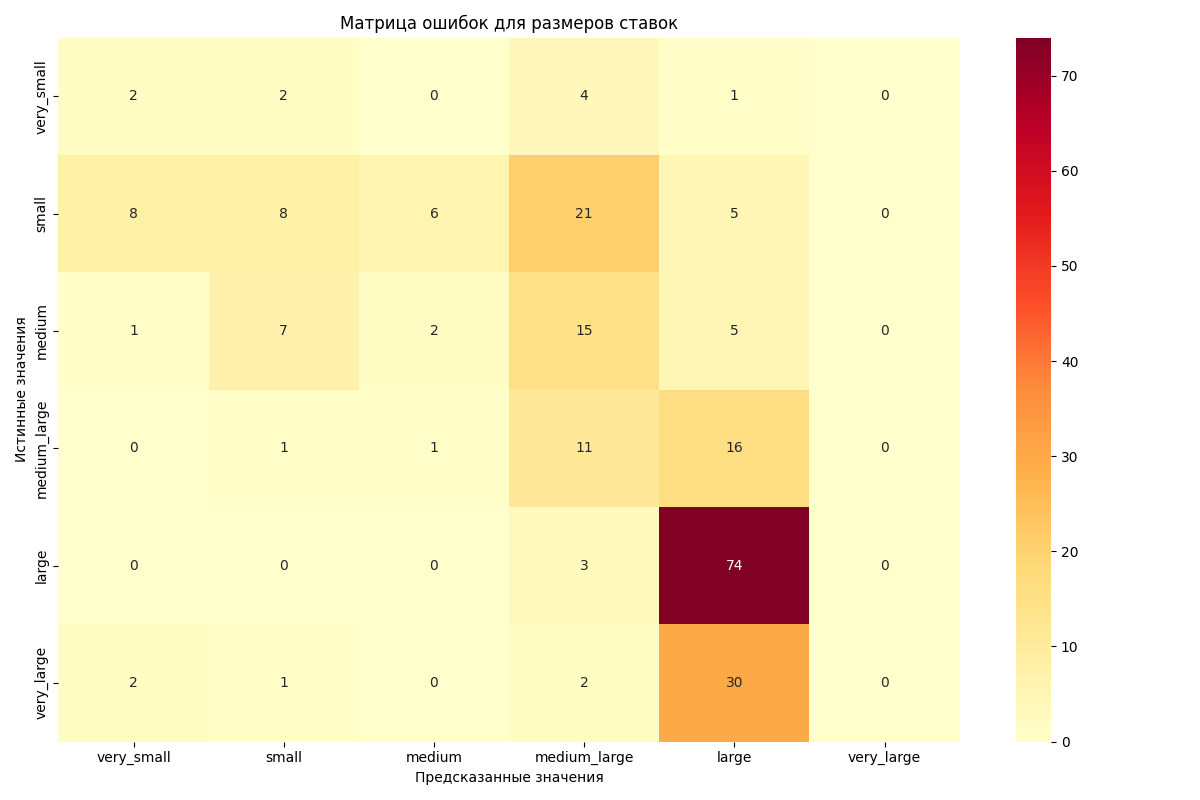 Матрица ошибок для размеров ставок
very_small 2 2 0 4 1 0
small 8 8 6 21 5 0
medium 1 7 2 15 5 0
medium_large 0 1 1 11 16 0
large 0 0 0 3 74 0
very_large 2 1 0 2 30 0
Истинные значения
very_small small medium medium_large large very_large
Предсказанные значения
70
60
50
40
30
20
10
0